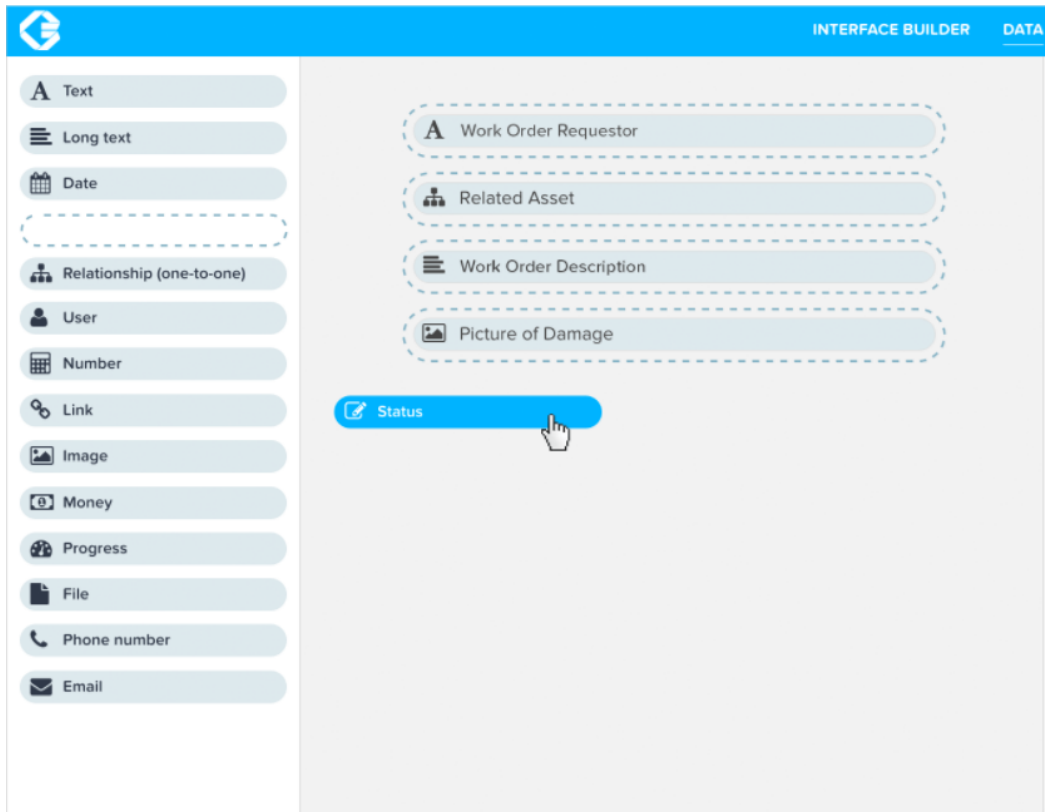 INTERFACE BUILDER
DATA
Text
Long text
Date
Relationship (one-to-one)
User
Number
Link
Image
Money
Progress
File
Phone number
Email
Work Order Requestor
Related Asset
Work Order Description
Picture of Damage
Status